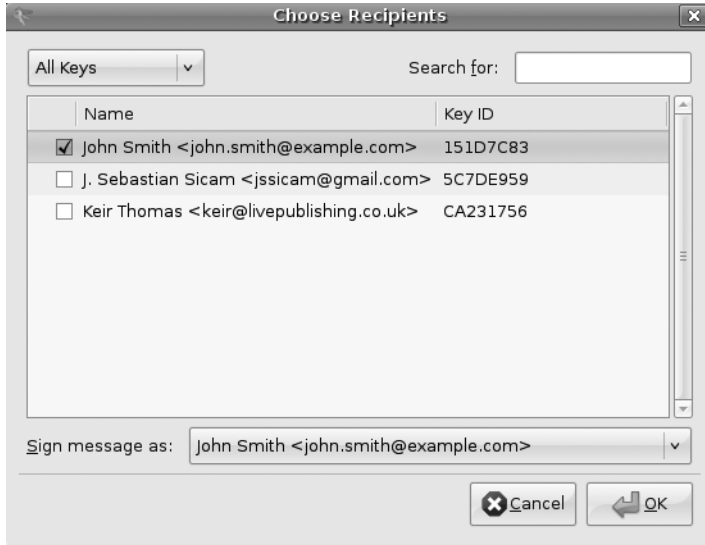 Choose Recipients
All Keys
Search for:
Name Key ID
John Smith <john.smith@example.com> 151D7C83
J. Sebastian Sicam <jssicam@gmail.com> 5C7DE959
Keir Thomas <keir@livepublishing.co.uk> CA231756
Sign message as: John Smith <john.smith@example.com>
Cancel OK